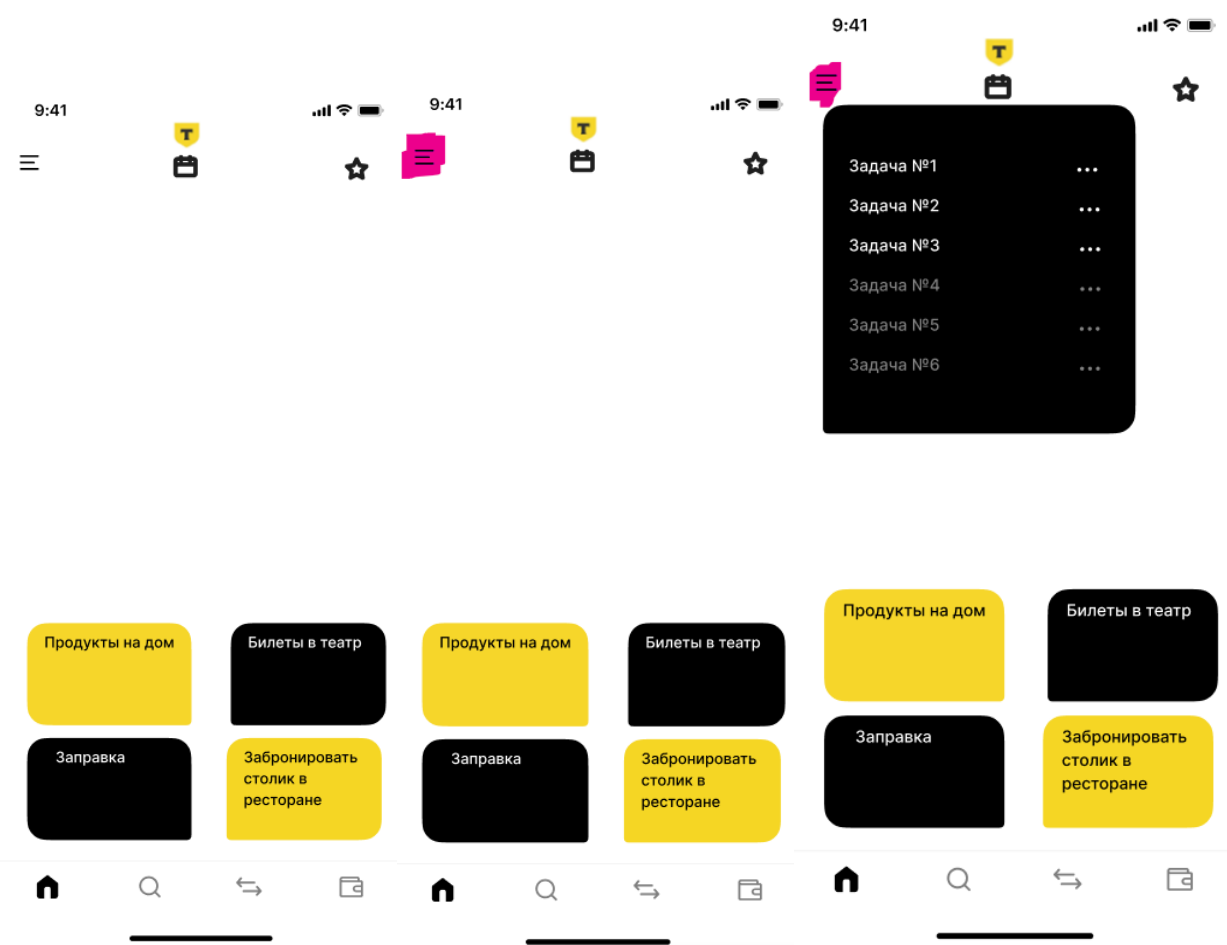 9:41
T
Продукты на дом
Билеты в театр
Заправка
Забронировать
столик в
ресторане
9:41
T
Продукты на дом
Билеты в театр
Заправка
Забронировать
столик в
ресторане
9:41
T
Задача №1 ...
Задача №2 ...
Задача №3 ...
Задача №4 ...
Задача №5 ...
Задача №6 ...
Продукты на дом
Билеты в театр
Заправка
Забронировать
столик в
ресторане